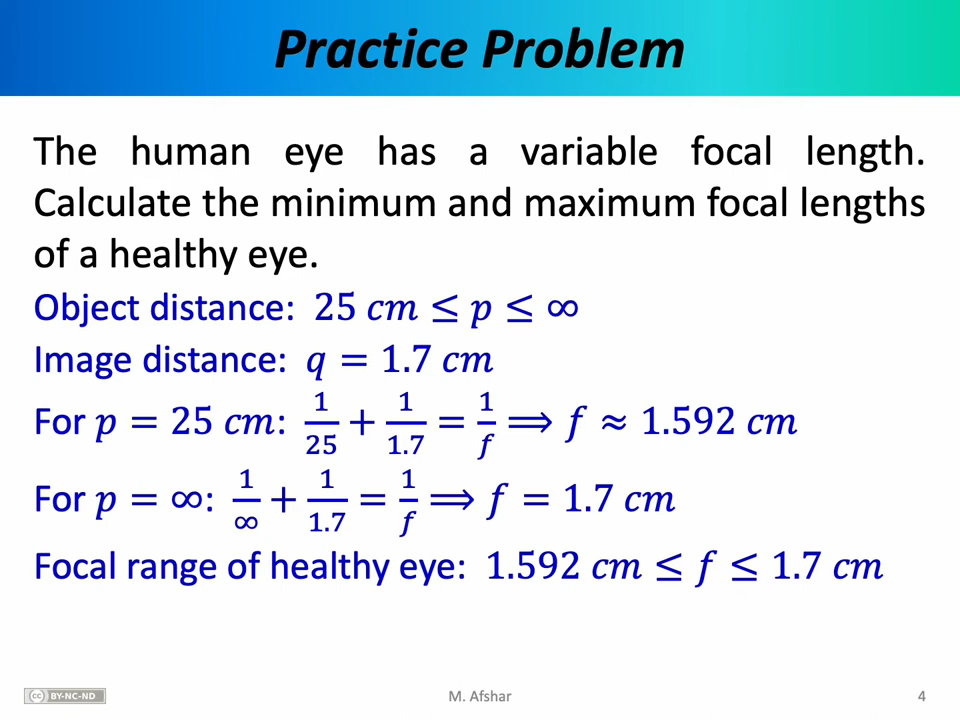 Practice Problem
The human eye has a variable focal length.
Calculate the minimum and maximum focal lengths
of a healthy eye.
Object distance: 25 cm ≤ p ≤ ∞
Image distance: q = 1.7 cm
For p = 25 cm: 1/25 + 1/1.7 = 1/f ⟹ f ≈ 1.592 cm
For p = ∞: 1/∞ + 1/1.7 = 1/f ⟹ f = 1.7 cm
Focal range of healthy eye: 1.592 cm ≤ f ≤ 1.7 cm
cc BY-NC-ND M. Afshar 4